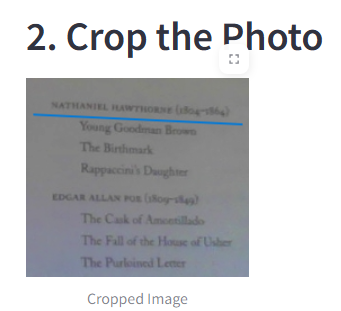 2. Crop the Photo
NATHANIEL HAWTHORNE (1804–1864)
Young Goodman Brown
The Birthmark
Rappaccini's Daughter
EDGAR ALLAN POE (1809–1849)
The Cask of Amontillado
The Fall of the House of Usher
The Purloined Letter
Cropped Image